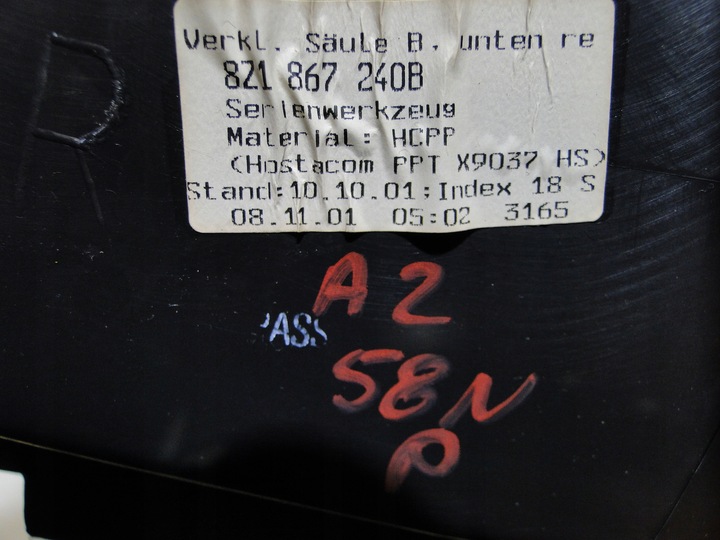 Verkl. Säule B. unten re
8Z1 867 240B
Serienwerkzeug
Material: HCPP
(Hostacom PPT X9037 HS)
Stand:10.10.01;Index 18 S
08.11.01 05:02 3165
R
A2
PASS
58N
P